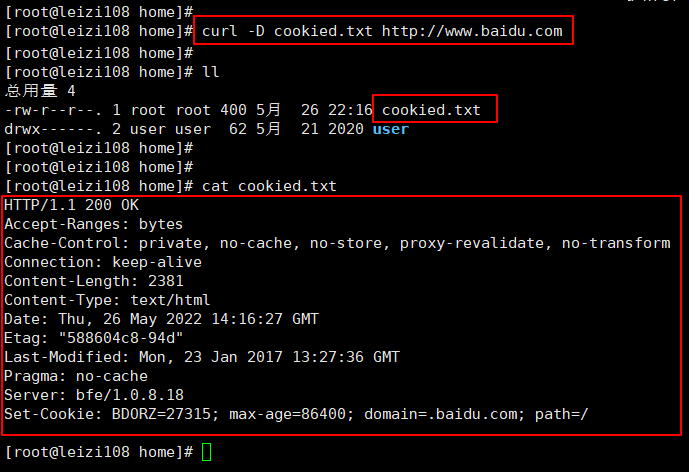 [root@leizi108 home]#
[root@leizi108 home]# curl -D cookied.txt http://www.baidu.com
[root@leizi108 home]#
[root@leizi108 home]# ll
总用量 4
-rw-r--r--. 1 root root 400 5月  26 22:16 cookied.txt
drwx------. 2 user user  62 5月  21 2020 user
[root@leizi108 home]#
[root@leizi108 home]#
[root@leizi108 home]# cat cookied.txt
HTTP/1.1 200 OK
Accept-Ranges: bytes
Cache-Control: private, no-cache, no-store, proxy-revalidate, no-transform
Connection: keep-alive
Content-Length: 2381
Content-Type: text/html
Date: Thu, 26 May 2022 14:16:27 GMT
Etag: "588604c8-94d"
Last-Modified: Mon, 23 Jan 2017 13:27:36 GMT
Pragma: no-cache
Server: bfe/1.0.8.18
Set-Cookie: BDORZ=27315; max-age=86400; domain=.baidu.com; path=/
[root@leizi108 home]#